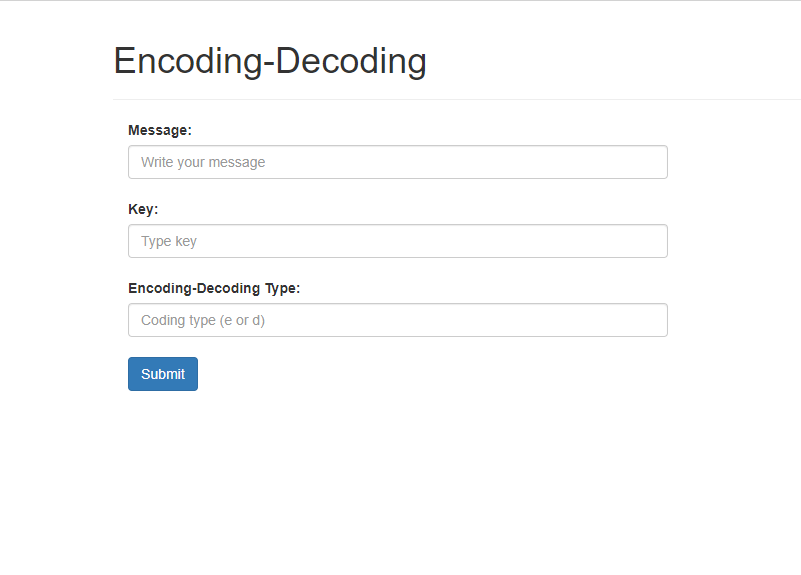 Encoding-Decoding
Message:
Write your message
Key:
Type key
Encoding-Decoding Type:
Coding type (e or d)
Submit